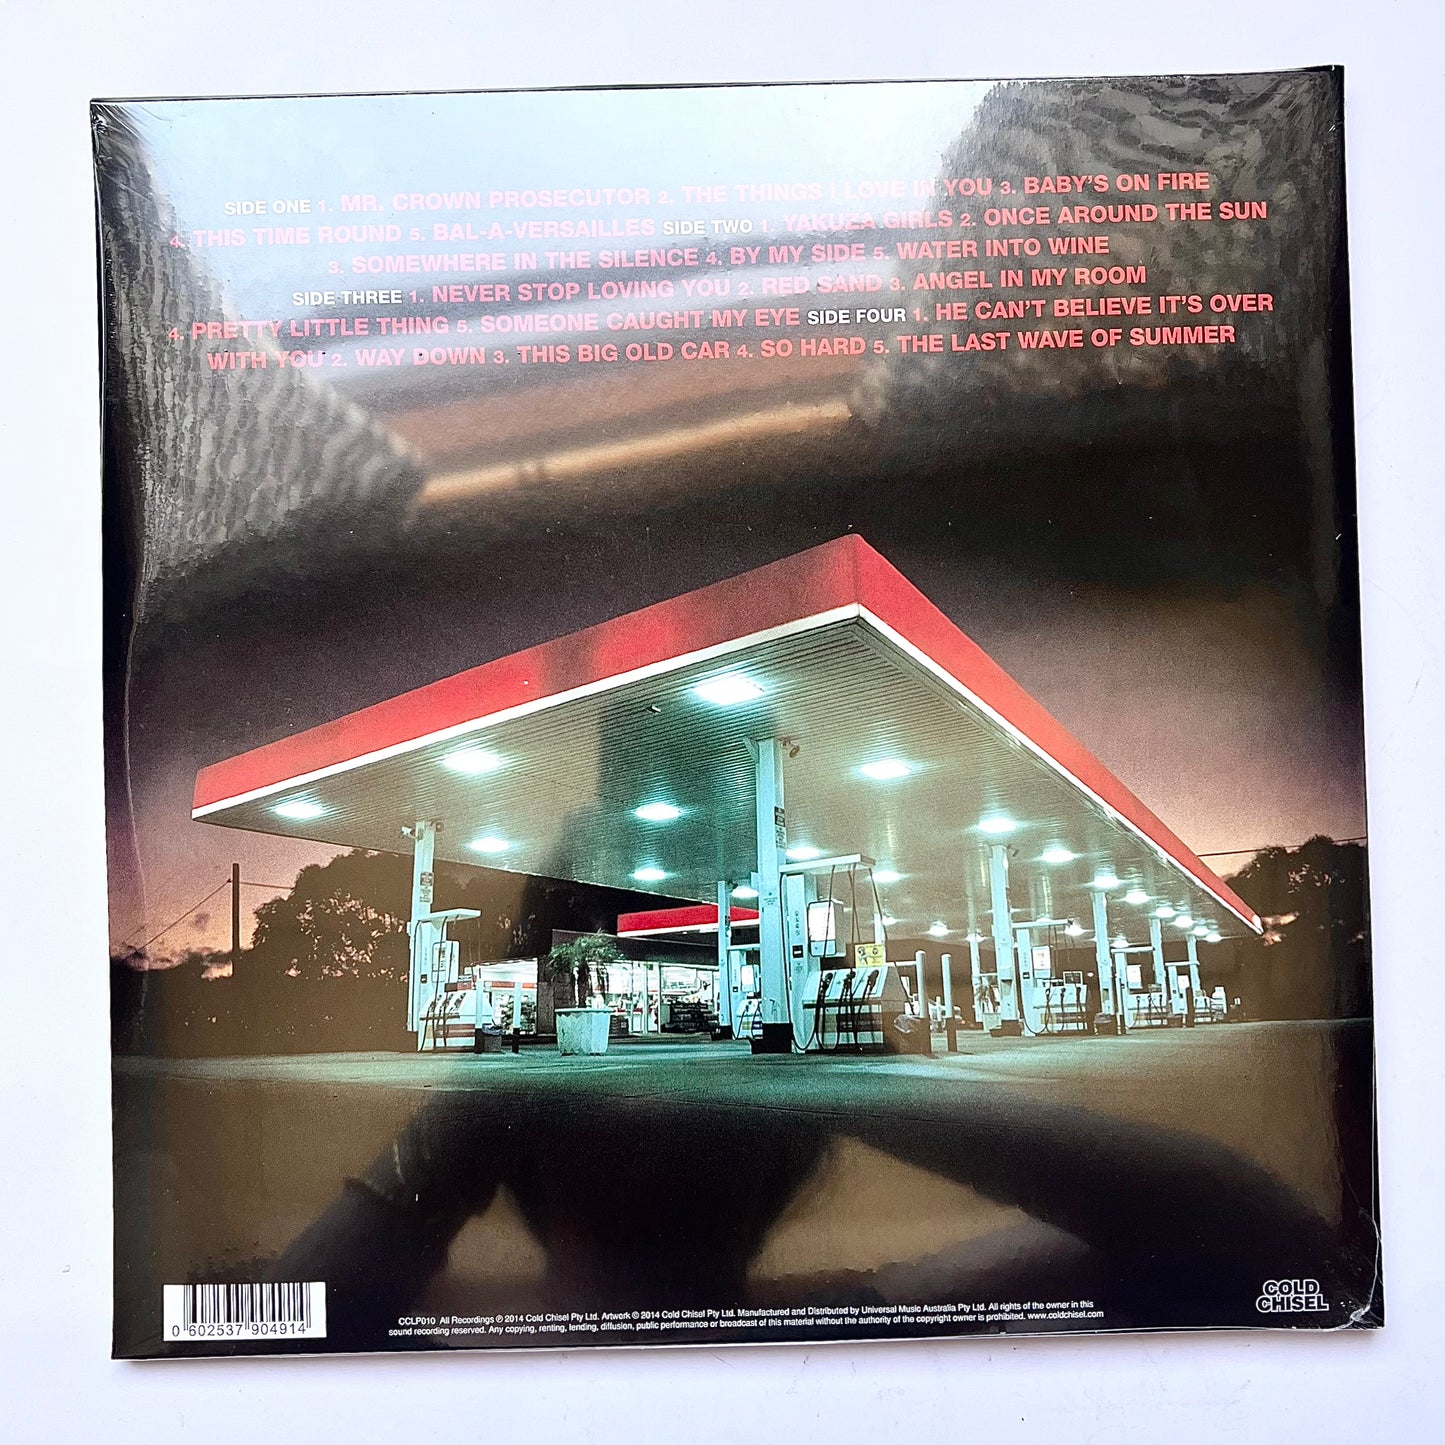 SIDE ONE 1. MR. CROWN PROSECUTOR 2. THE THINGS I LOVE IN YOU 3. BABY'S ON FIRE
4. THIS TIME ROUND 5. BAL-A-VERSAILLES SIDE TWO 1. YAKUZA GIRLS 2. ONCE AROUND THE SUN
3. SOMEWHERE IN THE SILENCE 4. BY MY SIDE 5. WATER INTO WINE
SIDE THREE 1. NEVER STOP LOVING YOU 2. RED SAND 3. ANGEL IN MY ROOM
4. PRETTY LITTLE THING 5. SOMEONE CAUGHT MY EYE SIDE FOUR 1. HE CAN'T BELIEVE IT'S OVER
WITH YOU 2. WAY DOWN 3. THIS BIG OLD CAR 4. SO HARD 5. THE LAST WAVE OF SUMMER
0 602537 904914
CCLP010 All Recordings ℗ 2014 Cold Chisel Pty Ltd. Artwork © 2014 Cold Chisel Pty Ltd. Manufactured and Distributed by Universal Music Australia Pty Ltd. All rights of the owner in this
sound recording reserved. Any copying, renting, lending, diffusion, public performance or broadcast of this material without the authority of the copyright owner is prohibited. www.coldchisel.com
COLD
CHISEL